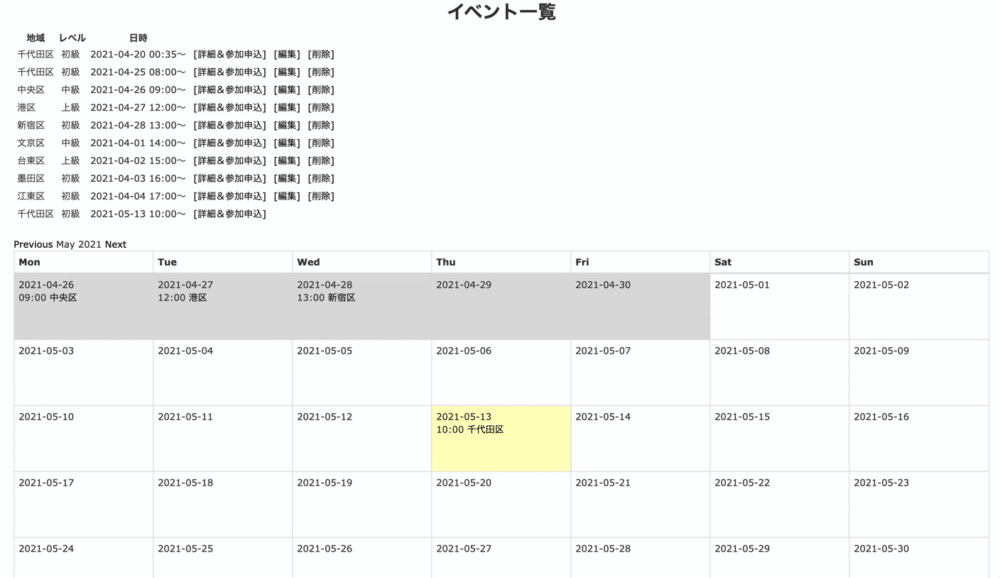 イベント一覧
地域 レベル 日時
千代田区 初級 2021-04-20 00:35〜 [詳細＆参加申込] [編集] [削除]
千代田区 初級 2021-04-25 08:00〜 [詳細＆参加申込] [編集] [削除]
中央区 中級 2021-04-26 09:00〜 [詳細＆参加申込] [編集] [削除]
港区 上級 2021-04-27 12:00〜 [詳細＆参加申込] [編集] [削除]
新宿区 初級 2021-04-28 13:00〜 [詳細＆参加申込] [編集] [削除]
文京区 中級 2021-04-01 14:00〜 [詳細＆参加申込] [編集] [削除]
台東区 上級 2021-04-02 15:00〜 [詳細＆参加申込] [編集] [削除]
墨田区 初級 2021-04-03 16:00〜 [詳細＆参加申込] [編集] [削除]
江東区 初級 2021-04-04 17:00〜 [詳細＆参加申込] [編集] [削除]
千代田区 初級 2021-05-13 10:00〜 [詳細＆参加申込]
Previous May 2021 Next
Mon Tue Wed Thu Fri Sat Sun
2021-04-26 2021-04-27 2021-04-28 2021-04-29 2021-04-30 2021-05-01 2021-05-02
09:00 中央区 12:00 港区 13:00 新宿区
2021-05-03 2021-05-04 2021-05-05 2021-05-06 2021-05-07 2021-05-08 2021-05-09
2021-05-10 2021-05-11 2021-05-12 2021-05-13 2021-05-14 2021-05-15 2021-05-16
10:00 千代田区
2021-05-17 2021-05-18 2021-05-19 2021-05-20 2021-05-21 2021-05-22 2021-05-23
2021-05-24 2021-05-25 2021-05-26 2021-05-27 2021-05-28 2021-05-29 2021-05-30